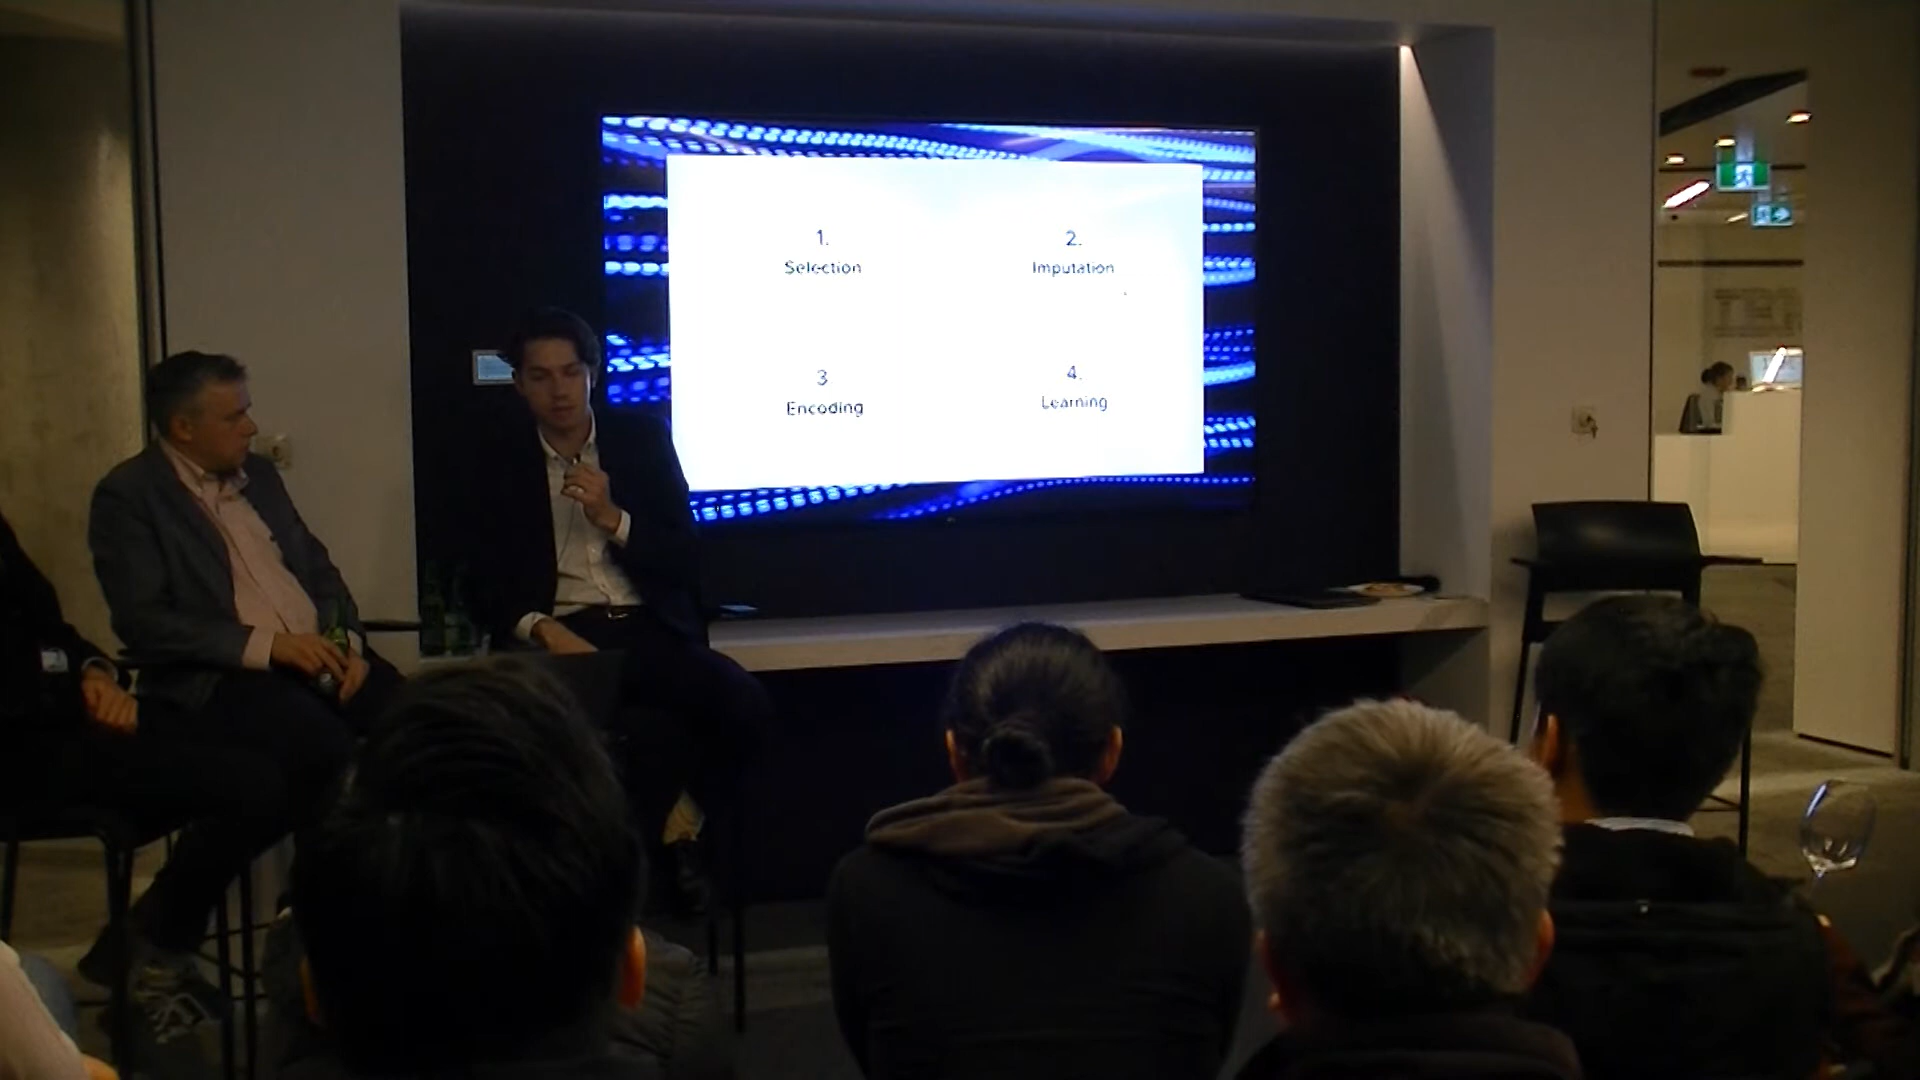 1.
Selection
2.
Imputation
3
Encoding
4.
Learning